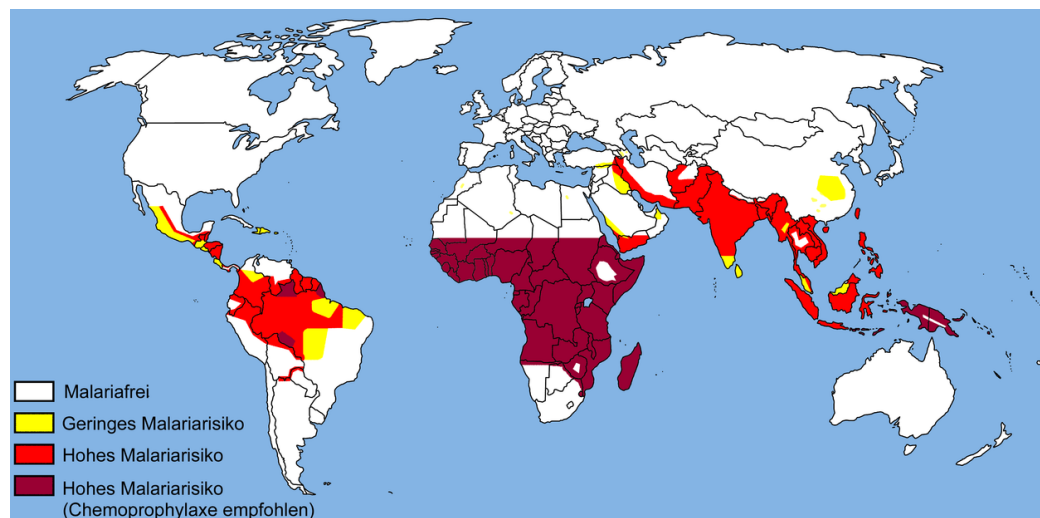 Malariafrei
Geringes Malariarisiko
Hohes Malariarisiko
Hohes Malariarisiko
(Chemoprophylaxe empfohlen)